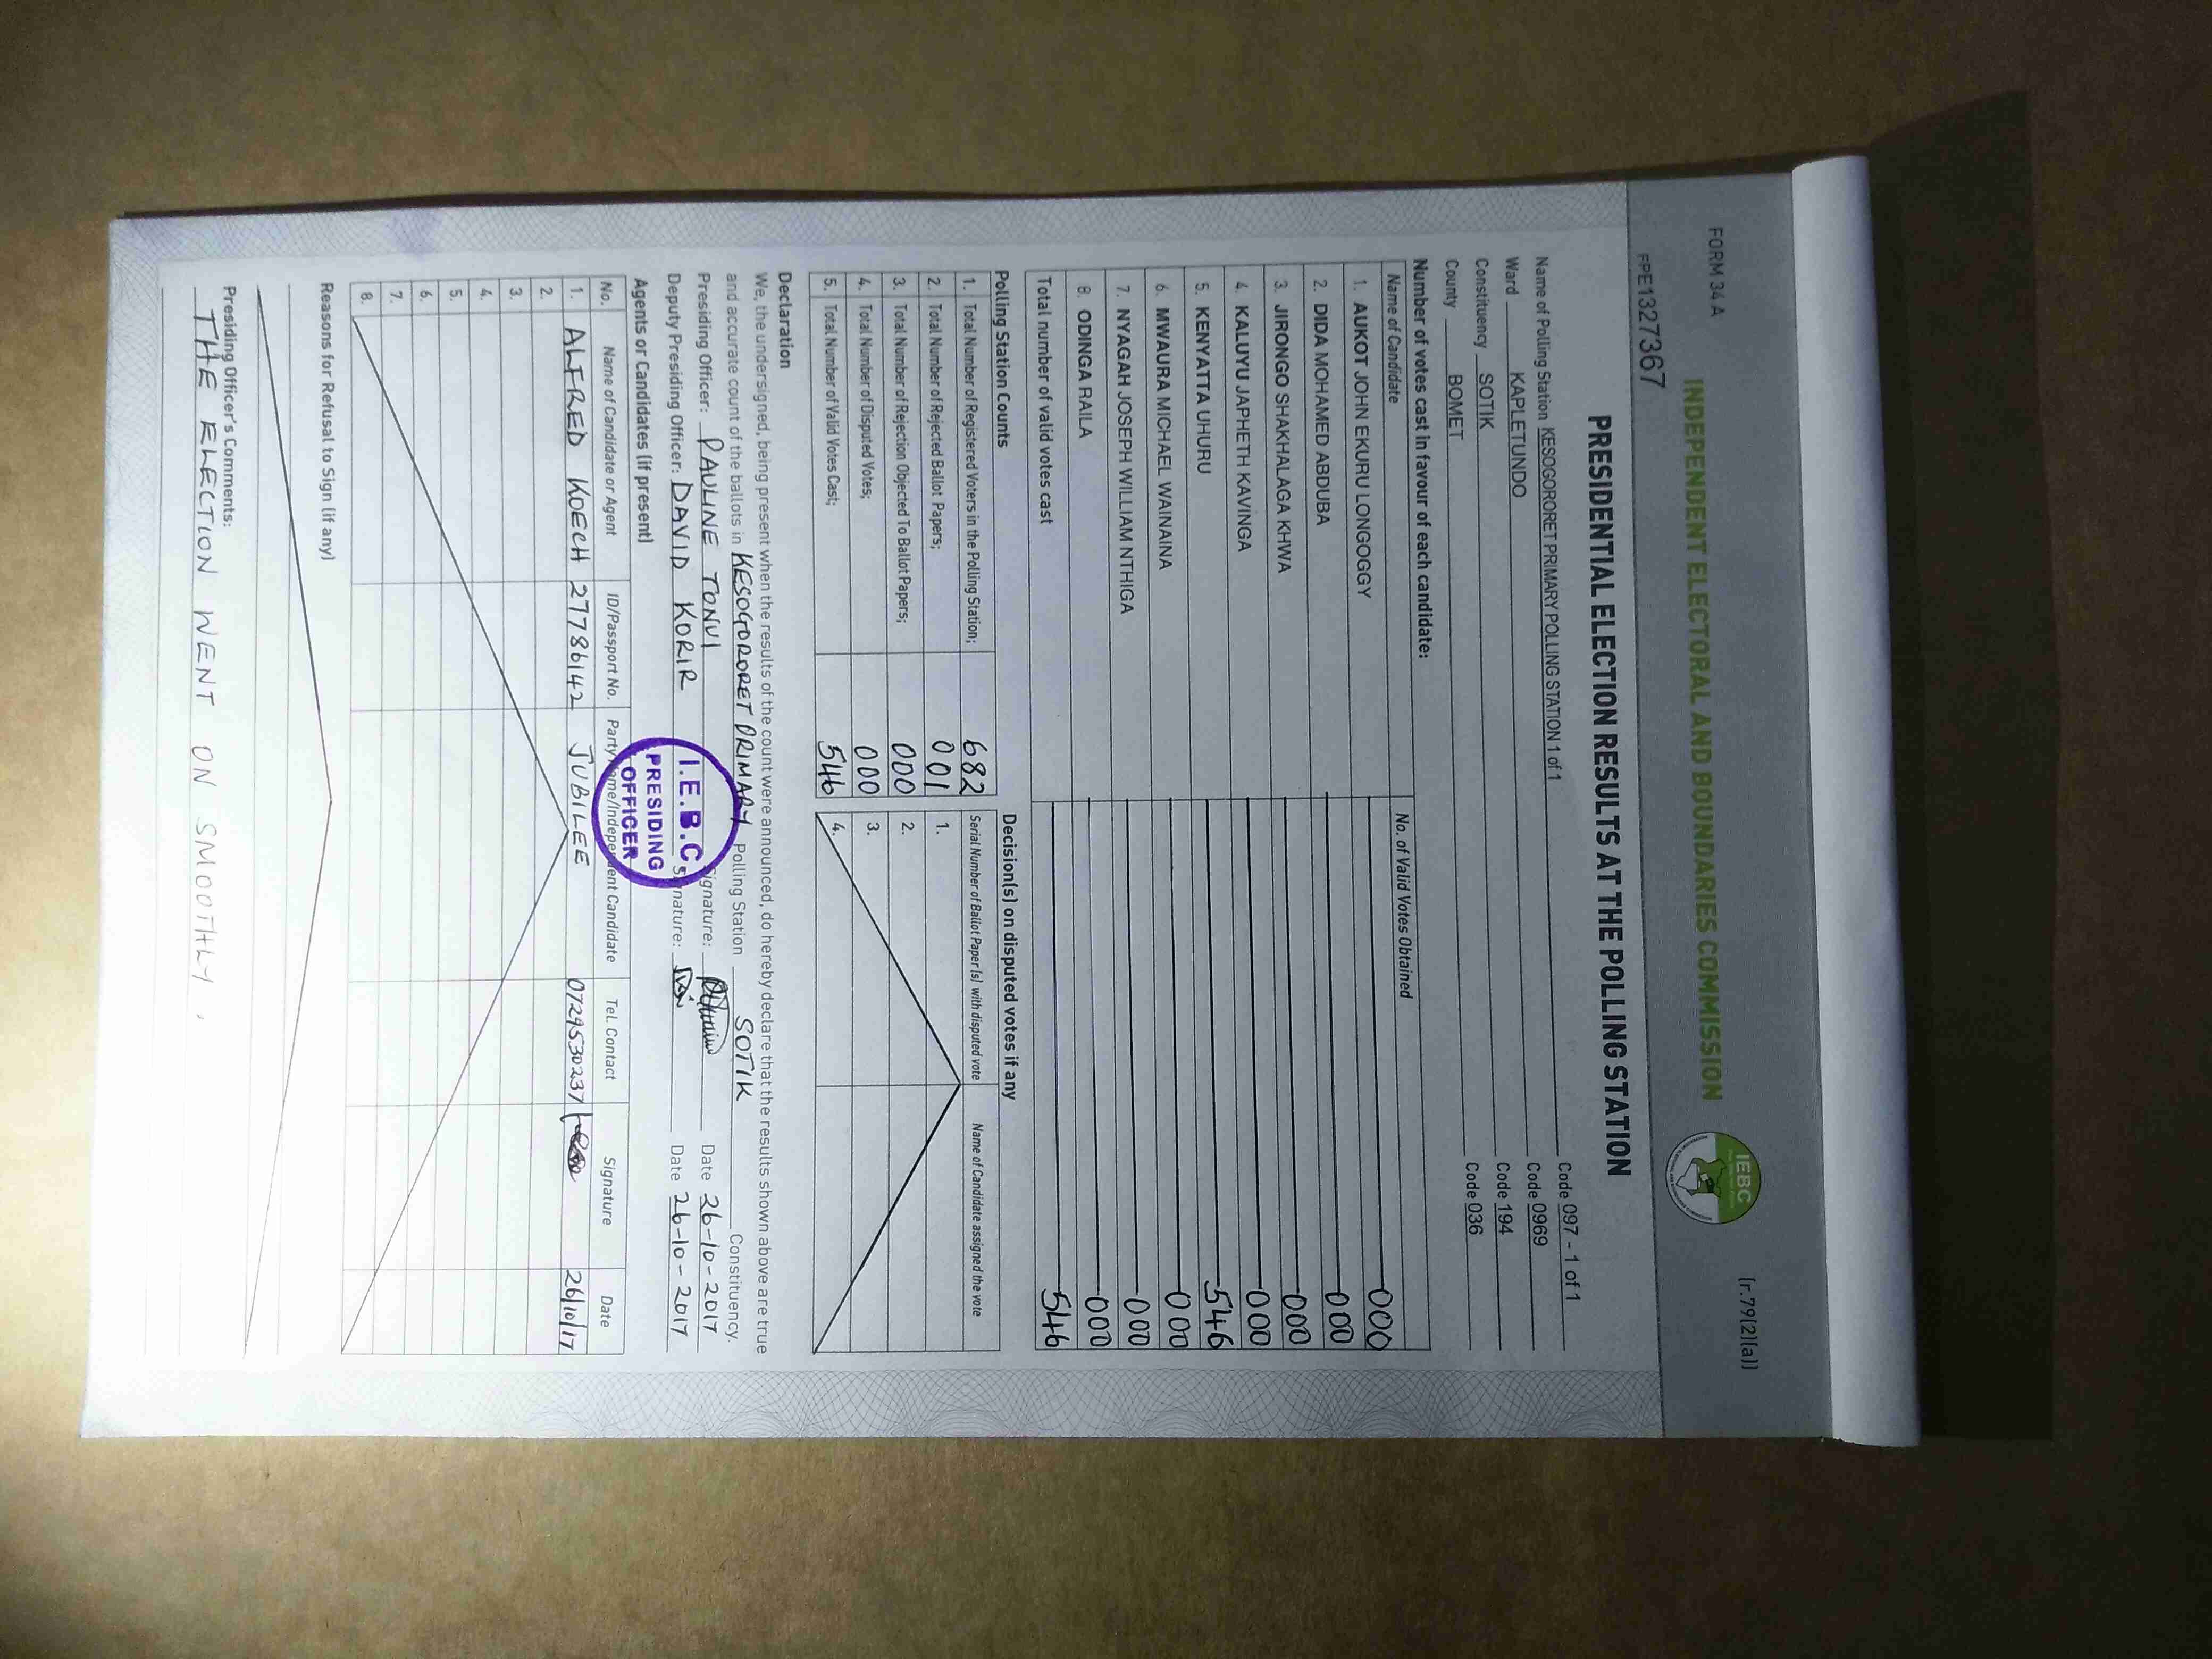 FORM 34 A
[r.79(2)(a)]
INDEPENDENT ELECTORAL AND BOUNDARIES COMMISSION
IEBC
FPE1327367
PRESIDENTIAL ELECTION RESULTS AT THE POLLING STATION
Name of Polling Station KESOGORORET PRIMARY POLLING STATION 1 of 1 Code 097 - 1 of 1
Ward KAPLETUNDO Code 0969
Constituency SOTIK Code 194
County BOMET Code 036
Number of votes cast in favour of each candidate:
Name of Candidate No. of Valid Votes Obtained
1. AUKOT JOHN EKURU LONGOGGY 000
2. DIDA MOHAMED ABDUBA 000
3. JIRONGO SHAKHALAGA KHWA 000
4. KALUYU JAPHETH KAVINGA 000
5. KENYATTA UHURU 546
6. MWAURA MICHAEL WAINAINA 000
7. NYAGAH JOSEPH WILLIAM NTHIGA 000
8. ODINGA RAILA 000
Total number of valid votes cast 546
Polling Station Counts
1. Total Number of Registered Voters in the Polling Station; 682
2. Total Number of Rejected Ballot Papers; 001
3. Total Number of Rejection Objected To Ballot Papers; 000
4. Total Number of Disputed Votes; 000
5. Total Number of Valid Votes Cast; 546
Decision(s) on disputed votes if any
Serial Number of Ballot Paper (s) with disputed vote Name of Candidate assigned the vote
1.
2.
3.
4.
Declaration
We, the undersigned, being present when the results of the count were announced, do hereby declare that the results shown above are true
and accurate count of the ballots in KESOGORORET PRIMARY Polling Station SOTIK Constituency.
Presiding Officer: PAULINE TONUI Signature: Date 26-10-2017
Deputy Presiding Officer: DAVID KORIR Signature: Date 26-10-2017
I.E.B.C
PRESIDING
OFFICER
Agents or Candidates (if present)
No. Name of Candidate or Agent ID/Passport No. Party Name/Independent Candidate Tel. Contact Signature Date
1. ALFRED KOECH 27786142 JUBILEE 0729530237 26/10/17
2.
3.
4.
5.
6.
7.
8.
Reasons for Refusal to Sign (if any)
Presiding Officer's Comments:
THE ELECTION WENT ON SMOOTHLY.